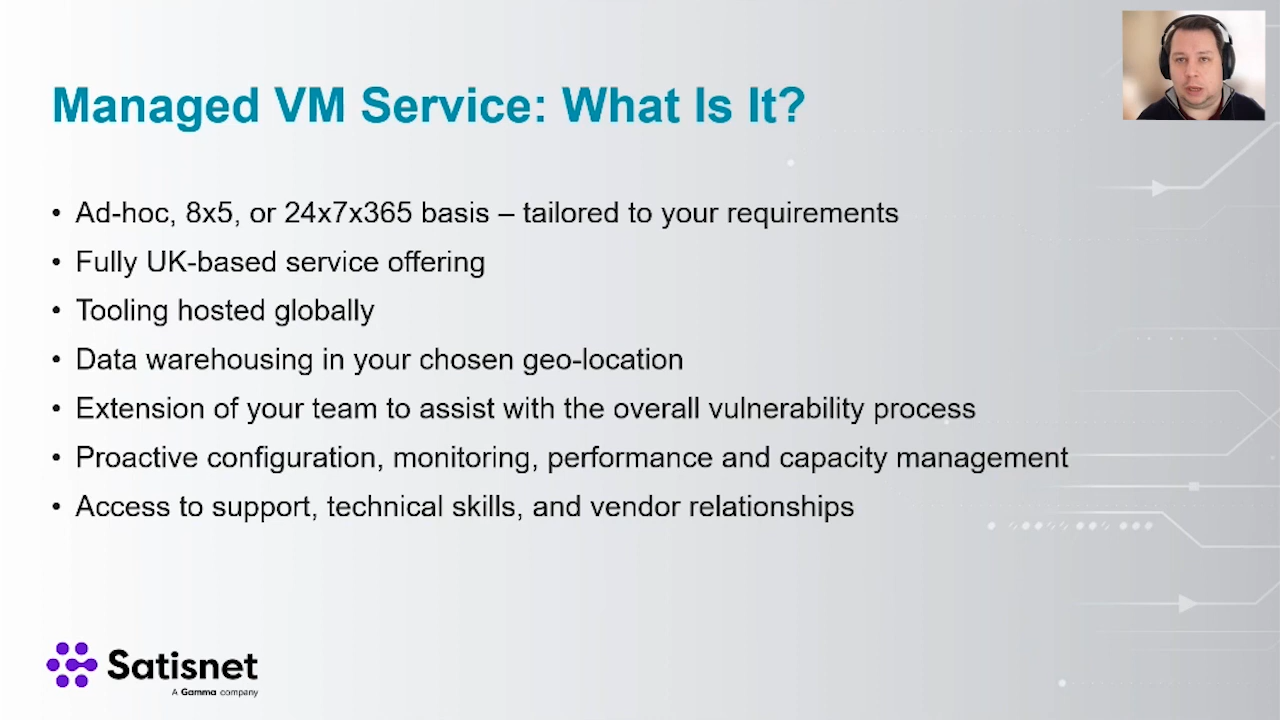 Managed VM Service: What Is It?
• Ad-hoc, 8x5, or 24x7x365 basis – tailored to your requirements
• Fully UK-based service offering
• Tooling hosted globally
• Data warehousing in your chosen geo-location
• Extension of your team to assist with the overall vulnerability process
• Proactive configuration, monitoring, performance and capacity management
• Access to support, technical skills, and vendor relationships
Satisnet
A Gamma company